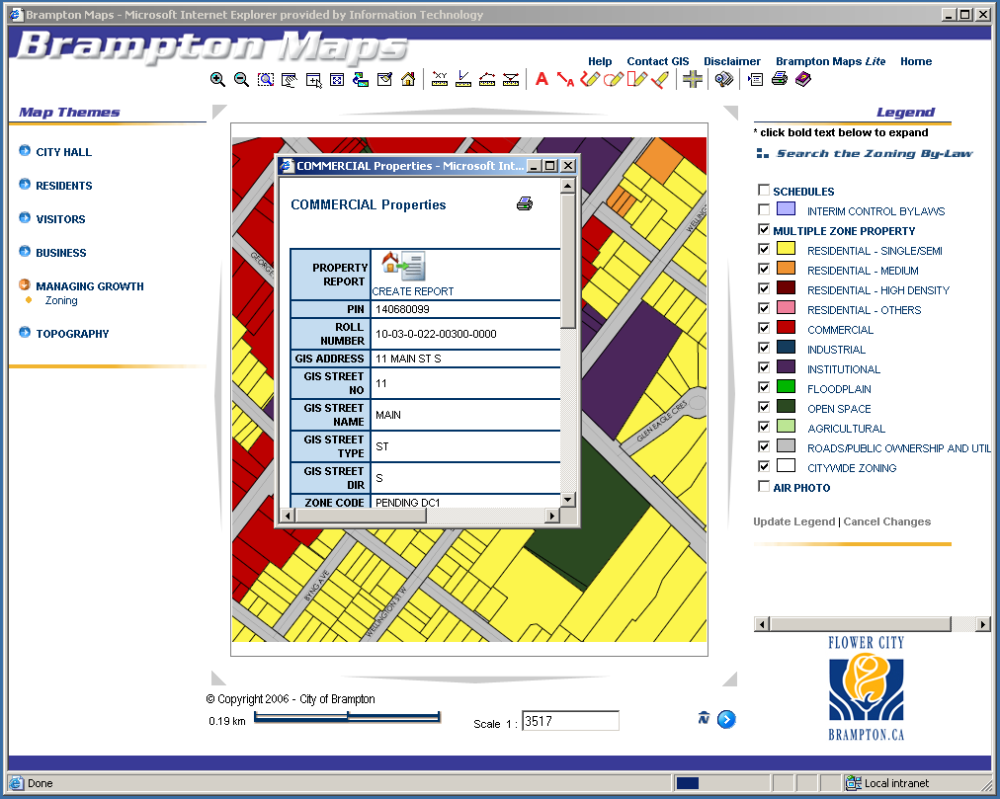 Brampton Maps - Microsoft Internet Explorer provided by Information Technology
Brampton Maps
Help Contact GIS Disclaimer Brampton Maps Lite Home
XY
A
A
Map Themes
CITY HALL
RESIDENTS
VISITORS
BUSINESS
MANAGING GROWTH
Zoning
TOPOGRAPHY
COMMERCIAL Properties - Microsoft Int...
COMMERCIAL Properties
PROPERTY REPORT
CREATE REPORT
PIN 140680099
ROLL NUMBER 10-03-0-022-00300-0000
GIS ADDRESS 11 MAIN ST S
GIS STREET NO 11
GIS STREET NAME MAIN
GIS STREET TYPE ST
GIS STREET DIR S
ZONE CODE PENDING DC1
GEORGE
WELLING
GLEN EAGLE CRES
BYNG AVE
WELLINGTON ST W
Legend
* click bold text below to expand
Search the Zoning By-Law
SCHEDULES
INTERIM CONTROL BYLAWS
MULTIPLE ZONE PROPERTY
RESIDENTIAL - SINGLE/SEMI
RESIDENTIAL - MEDIUM
RESIDENTIAL - HIGH DENSITY
RESIDENTIAL - OTHERS
COMMERCIAL
INDUSTRIAL
INSTITUTIONAL
FLOODPLAIN
OPEN SPACE
AGRICULTURAL
ROADS/PUBLIC OWNERSHIP AND UTIL
CITYWIDE ZONING
AIR PHOTO
Update Legend | Cancel Changes
FLOWER CITY
BRAMPTON.CA
© Copyright 2006 - City of Brampton
0.19 km
Scale 1 : 3517
N
Done
Local intranet